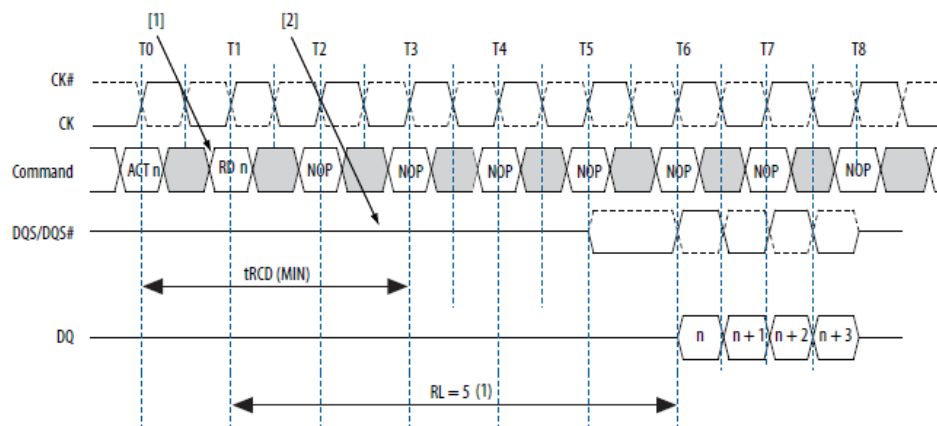 [1] [2]
T0 T1 T2 T3 T4 T5 T6 T7 T8
CK#
CK
Command ACT n RD n NOP NOP NOP NOP NOP NOP NOP
DQS/DQS#
tRCD (MIN)
DQ n n + 1 n + 2 n + 3
RL = 5 (1)